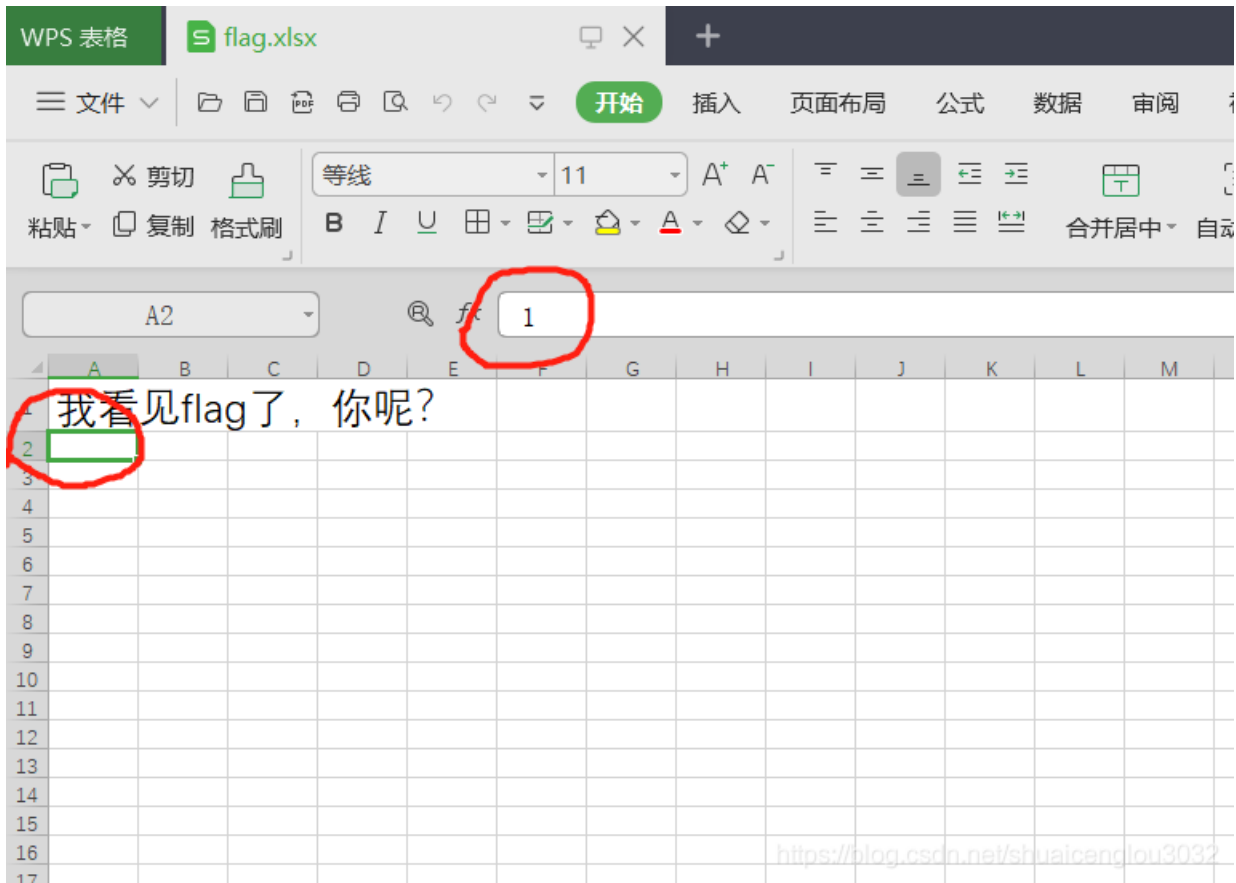 WPS 表格 flag.xlsx
文件 开始 插入 页面布局 公式 数据 审阅
剪切 等线 11 A+ A-
粘贴 复制 格式刷 B I U A 合并居中
A2 fx 1
A B C D E F G H I J K L M
1 我看见flag了，你呢？
2
3
4
5
6
7
8
9
10
11
12
13
14
15
16
17
https://blog.csdn.net/shuaicenglou3032